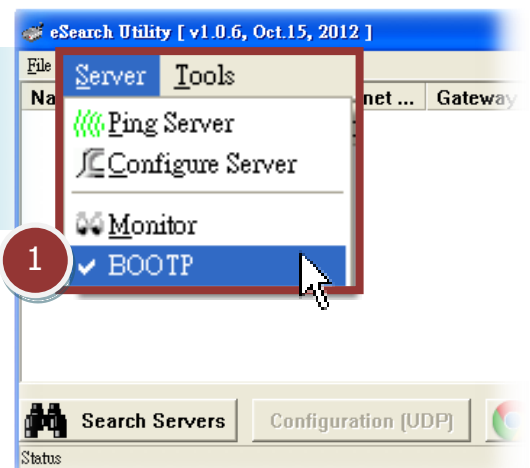 eSearch Utility [ v1.0.6, Oct.15, 2012 ]
File Server Tools
Na net ... Gateway
Ping Server
Configure Server
Monitor
1
BOOTP
Search Servers Configuration (UDP)
Status